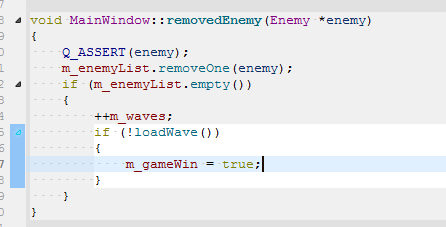 void MainWindow::removedEnemy(Enemy *enemy)
{
    Q_ASSERT(enemy);
    m_enemyList.removeOne(enemy);
    if (m_enemyList.empty())
    {
        ++m_waves;
        if (!loadWave())
        {
            m_gameWin = true;
        }
    }
}